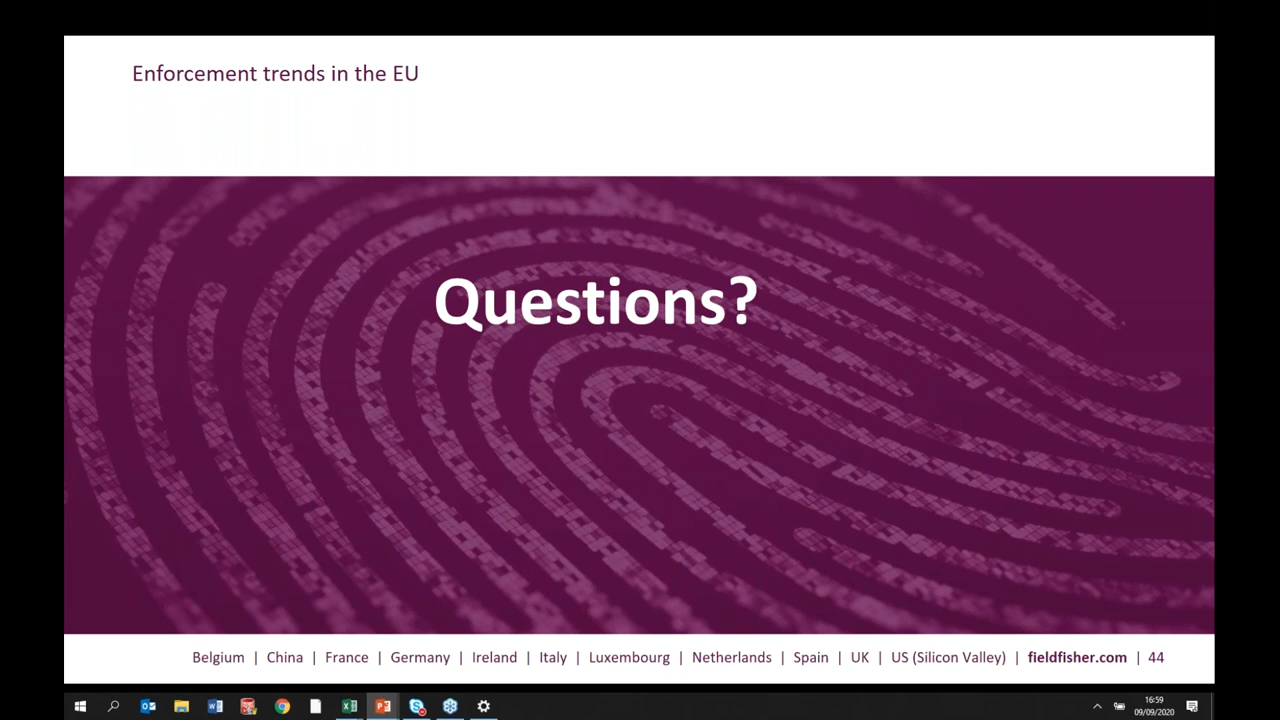 Enforcement trends in the EU
Questions?
Belgium | China | France | Germany | Ireland | Italy | Luxembourg | Netherlands | Spain | UK | US (Silicon Valley) | fieldfisher.com | 44
16:59
09/09/2020